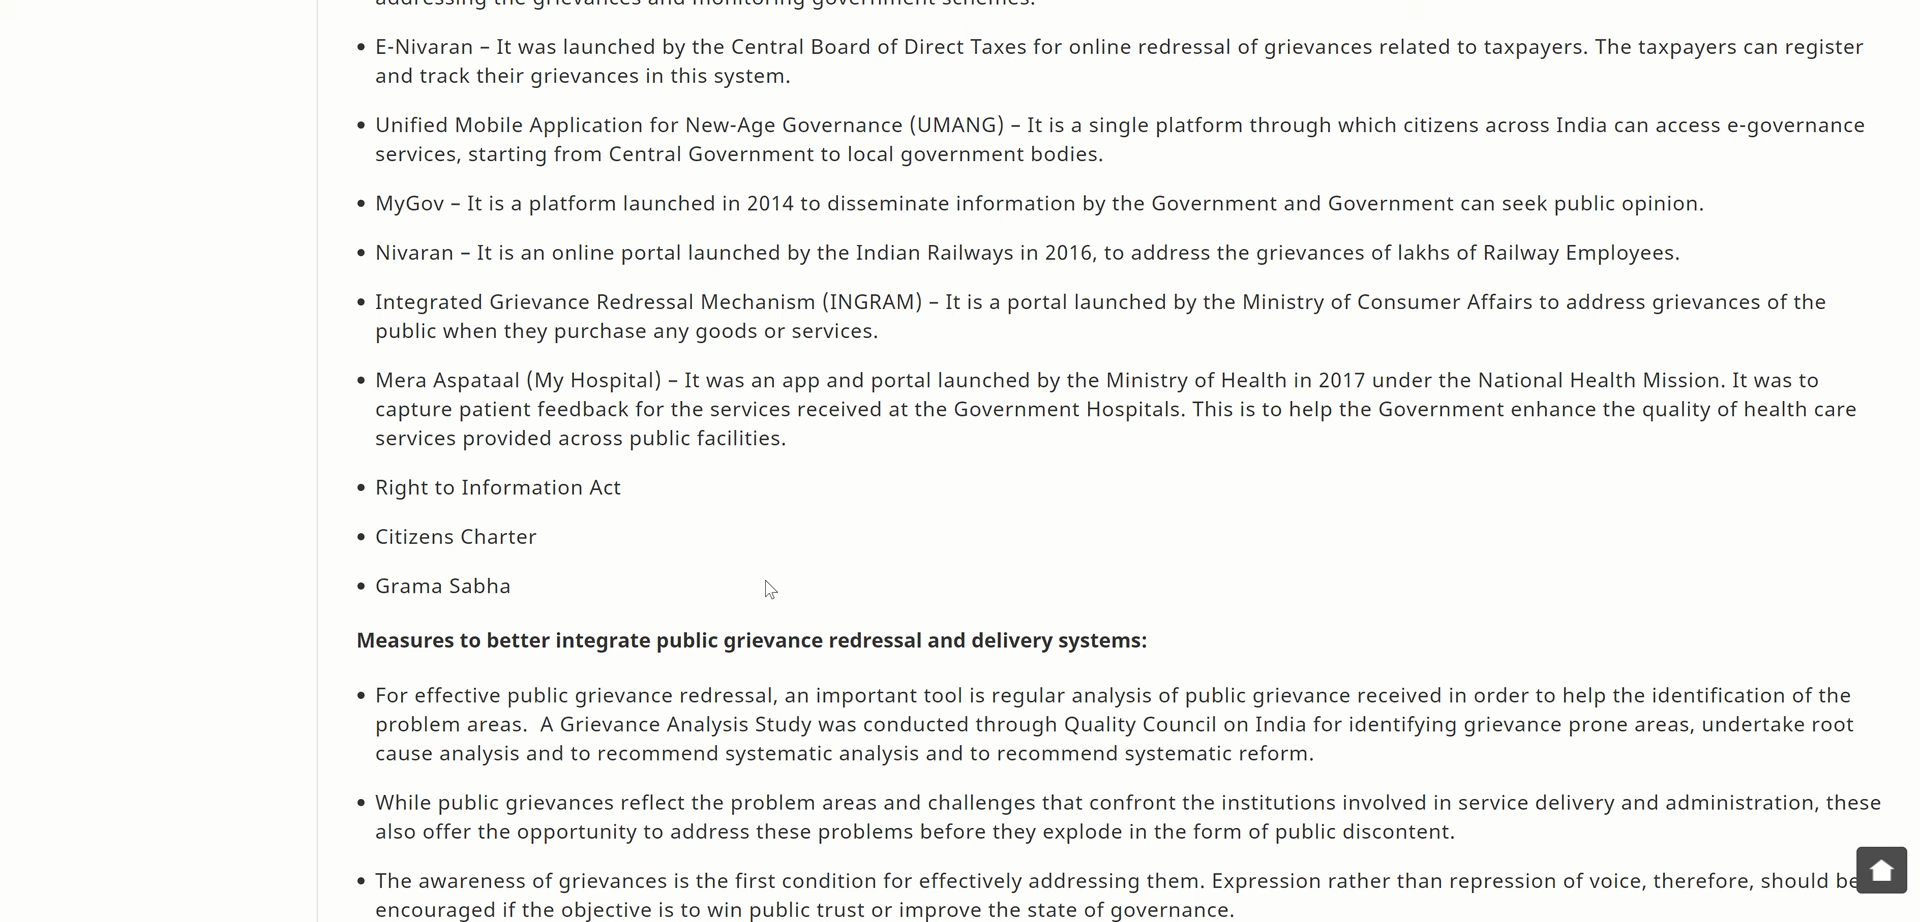 addressing the grievances and monitoring government schemes.
• E-Nivaran – It was launched by the Central Board of Direct Taxes for online redressal of grievances related to taxpayers. The taxpayers can register
and track their grievances in this system.
• Unified Mobile Application for New-Age Governance (UMANG) – It is a single platform through which citizens across India can access e-governance
services, starting from Central Government to local government bodies.
• MyGov – It is a platform launched in 2014 to disseminate information by the Government and Government can seek public opinion.
• Nivaran – It is an online portal launched by the Indian Railways in 2016, to address the grievances of lakhs of Railway Employees.
• Integrated Grievance Redressal Mechanism (INGRAM) – It is a portal launched by the Ministry of Consumer Affairs to address grievances of the
public when they purchase any goods or services.
• Mera Aspataal (My Hospital) – It was an app and portal launched by the Ministry of Health in 2017 under the National Health Mission. It was to
capture patient feedback for the services received at the Government Hospitals. This is to help the Government enhance the quality of health care
services provided across public facilities.
• Right to Information Act
• Citizens Charter
• Grama Sabha
Measures to better integrate public grievance redressal and delivery systems:
• For effective public grievance redressal, an important tool is regular analysis of public grievance received in order to help the identification of the
problem areas.  A Grievance Analysis Study was conducted through Quality Council on India for identifying grievance prone areas, undertake root
cause analysis and to recommend systematic analysis and to recommend systematic reform.
• While public grievances reflect the problem areas and challenges that confront the institutions involved in service delivery and administration, these
also offer the opportunity to address these problems before they explode in the form of public discontent.
• The awareness of grievances is the first condition for effectively addressing them. Expression rather than repression of voice, therefore, should be
encouraged if the objective is to win public trust or improve the state of governance.